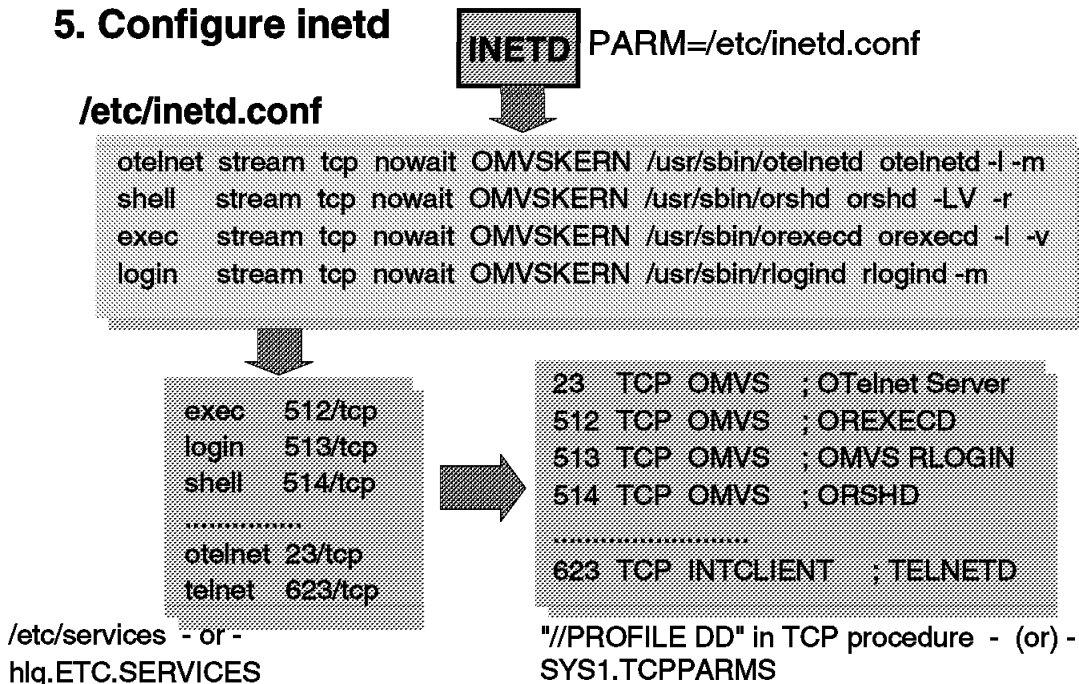 5. Configure inetd
INETD
PARM=/etc/inetd.conf
/etc/inetd.conf
otelnet stream tcp nowait OMVSKERN /usr/sbin/otelnetd otelnetd -l -m
shell stream tcp nowait OMVSKERN /usr/sbin/orshd orshd -LV -r
exec stream tcp nowait OMVSKERN /usr/sbin/orexecd orexecd -l -v
login stream tcp nowait OMVSKERN /usr/sbin/rlogind rlogind -m
exec 512/tcp
login 513/tcp
shell 514/tcp
...............
otelnet 23/tcp
telnet 623/tcp
/etc/services - or -
hlq.ETC.SERVICES
23 TCP OMVS ; OTelnet Server
512 TCP OMVS ; OREXECD
513 TCP OMVS ; OMVS RLOGIN
514 TCP OMVS ; ORSHD
.........................
623 TCP INTCLIENT ; TELNETD
"//PROFILE DD" in TCP procedure - (or) -
SYS1.TCPPARMS